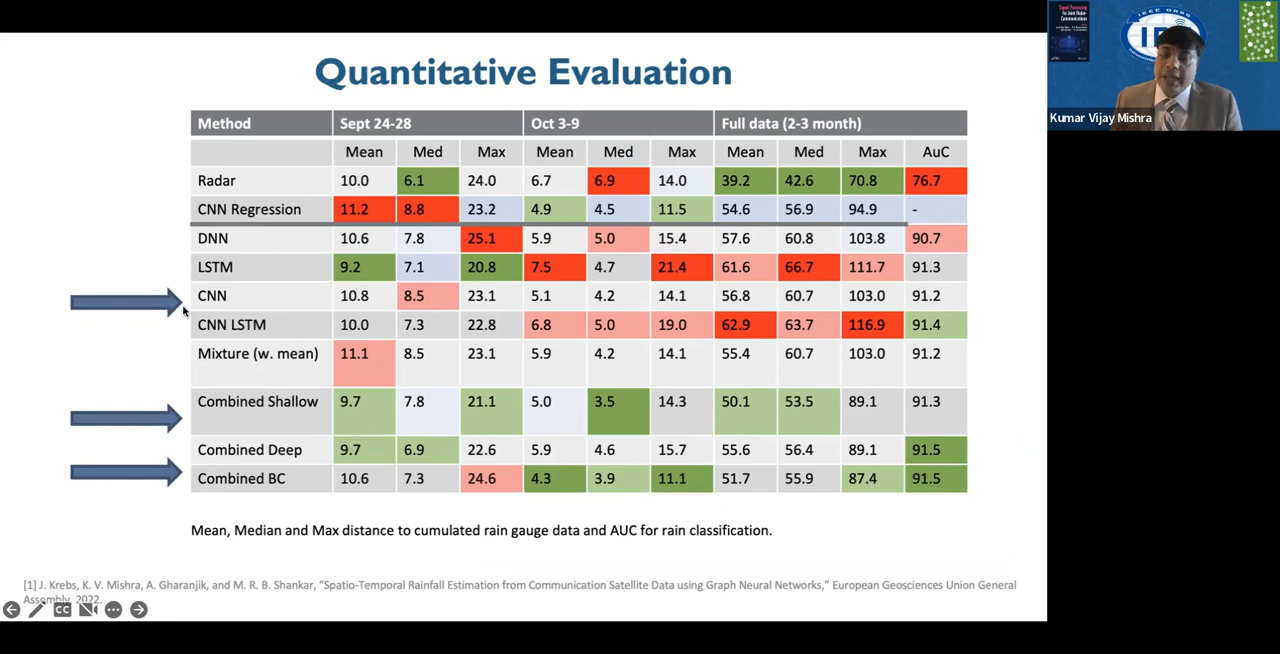 Quantitative Evaluation
Method Sept 24-28 Oct 3-9 Full data (2-3 month)
Mean Med Max Mean Med Max Mean Med Max AuC
Radar 10.0 6.1 24.0 6.7 6.9 14.0 39.2 42.6 70.8 76.7
CNN Regression 11.2 8.8 23.2 4.9 4.5 11.5 54.6 56.9 94.9 -
DNN 10.6 7.8 25.1 5.9 5.0 15.4 57.6 60.8 103.8 90.7
LSTM 9.2 7.1 20.8 7.5 4.7 21.4 61.6 66.7 111.7 91.3
CNN 10.8 8.5 23.1 5.1 4.2 14.1 56.8 60.7 103.0 91.2
CNN LSTM 10.0 7.3 22.8 6.8 5.0 19.0 62.9 63.7 116.9 91.4
Mixture (w. mean) 11.1 8.5 23.1 5.9 4.2 14.1 55.4 60.7 103.0 91.2
Combined Shallow 9.7 7.8 21.1 5.0 3.5 14.3 50.1 53.5 89.1 91.3
Combined Deep 9.7 6.9 22.6 5.9 4.6 15.7 55.6 56.4 89.1 91.5
Combined BC 10.6 7.3 24.6 4.3 3.9 11.1 51.7 55.9 87.4 91.5
Mean, Median and Max distance to cumulated rain gauge data and AUC for rain classification.
[1] J. Krebs, K. V. Mishra, A. Gharanjik, and M. R. B. Shankar, “Spatio-Temporal Rainfall Estimation from Communication Satellite Data using Graph Neural Networks,” European Geosciences Union General
Assembly, 2022.
CC
Signal Processing
for Joint Radar-
Communications
IEEE GRSS
Kumar Vijay Mishra